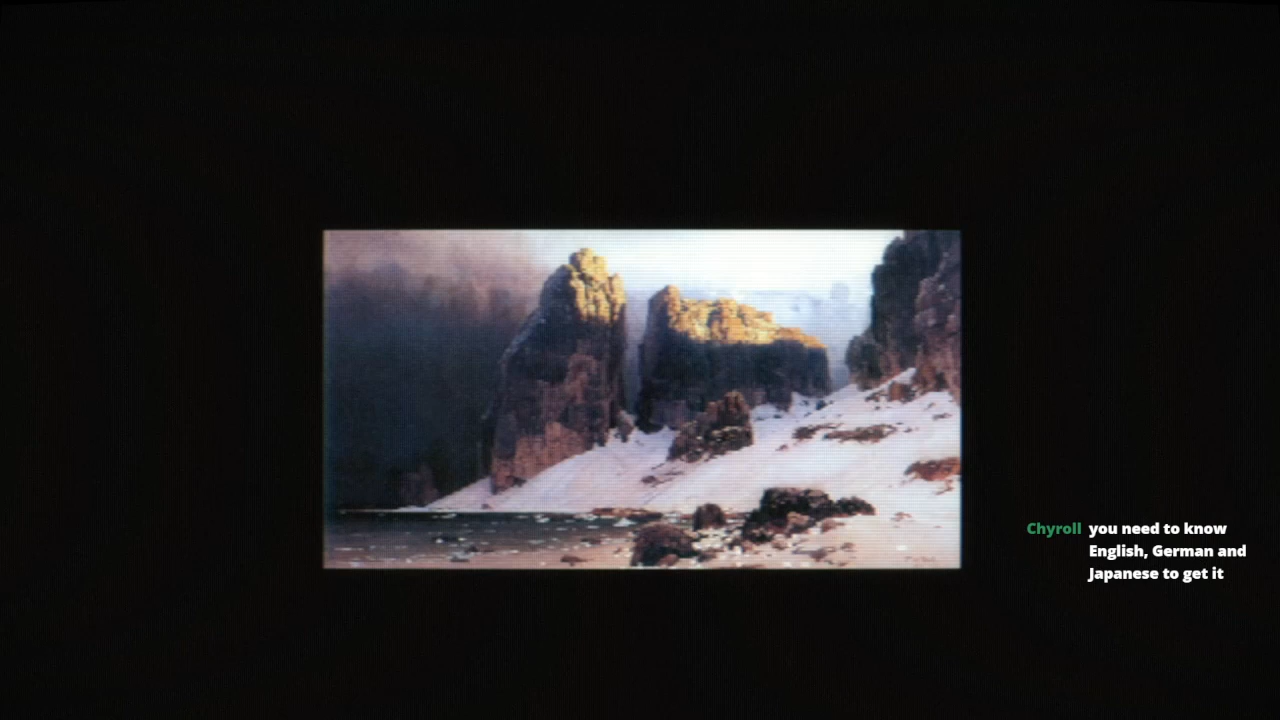 Chyroll you need to know
English, German and
Japanese to get it